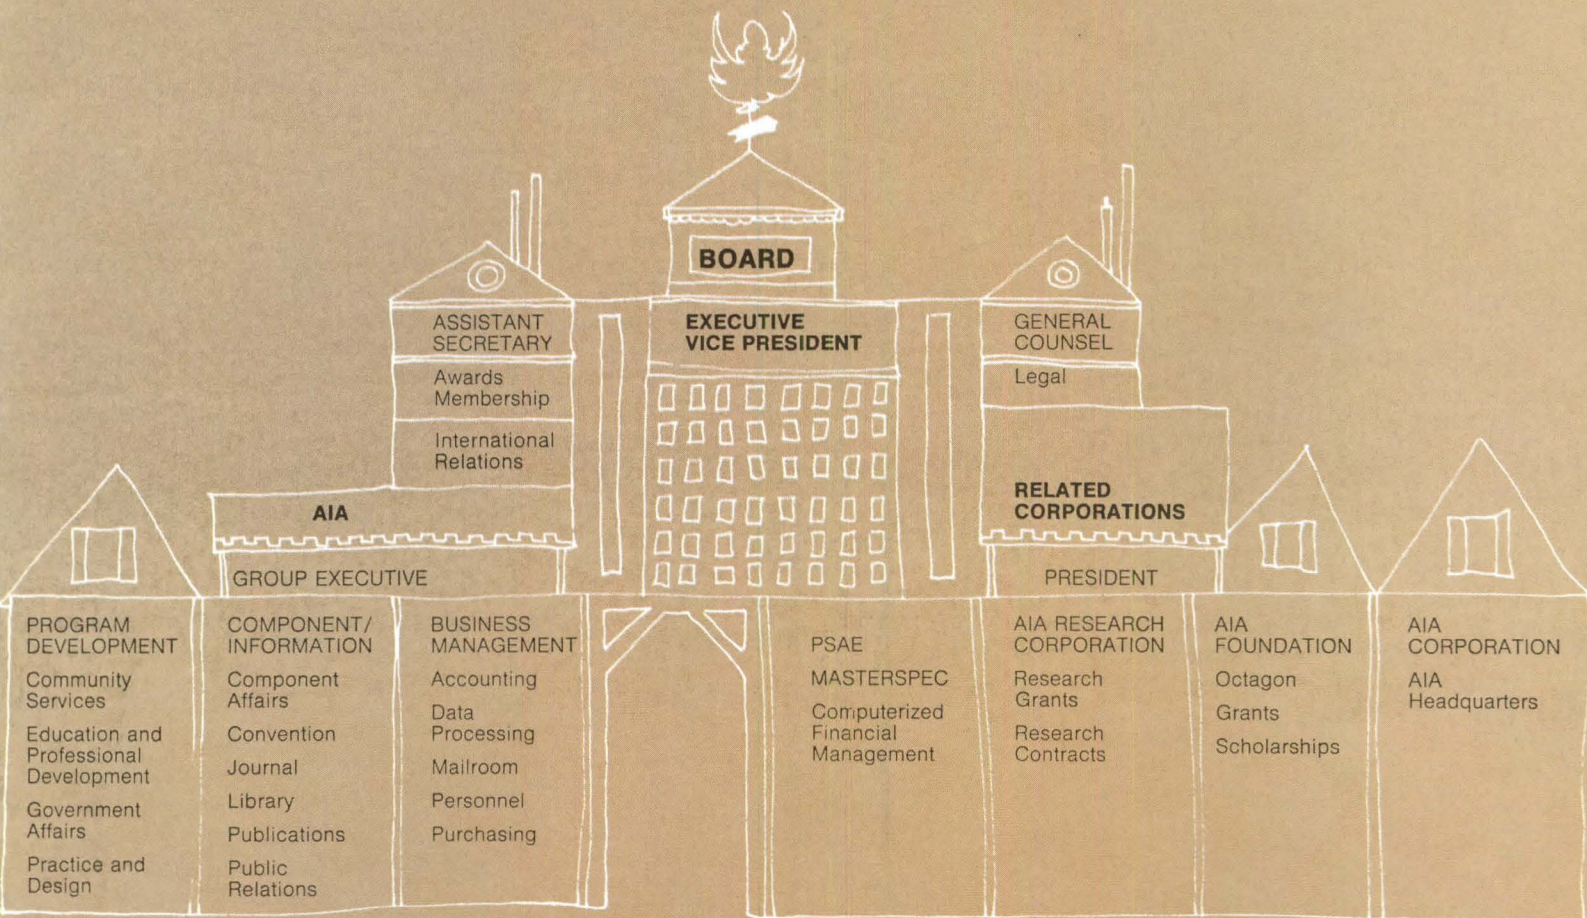 BOARD
EXECUTIVE
VICE PRESIDENT
ASSISTANT
SECRETARY
Awards
Membership
International
Relations
GENERAL
COUNSEL
Legal
AIA
GROUP EXECUTIVE
RELATED
CORPORATIONS
PRESIDENT
PROGRAM
DEVELOPMENT
Community
Services
Education and
Professional
Development
Government
Affairs
Practice and
Design
COMPONENT/
INFORMATION
Component
Affairs
Convention
Journal
Library
Publications
Public
Relations
BUSINESS
MANAGEMENT
Accounting
Data
Processing
Mailroom
Personnel
Purchasing
PSAE
MASTERSPEC
Computerized
Financial
Management
AIA RESEARCH
CORPORATION
Research
Grants
Research
Contracts
AIA
FOUNDATION
Octagon
Grants
Scholarships
AIA
CORPORATION
AIA
Headquarters